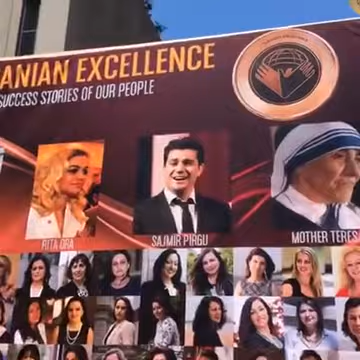 ANIAN EXCELLENCE
SUCCESS STORIES OF OUR PEOPLE
RITA ORA
SAJMIR PIRGU
MOTHER TERES